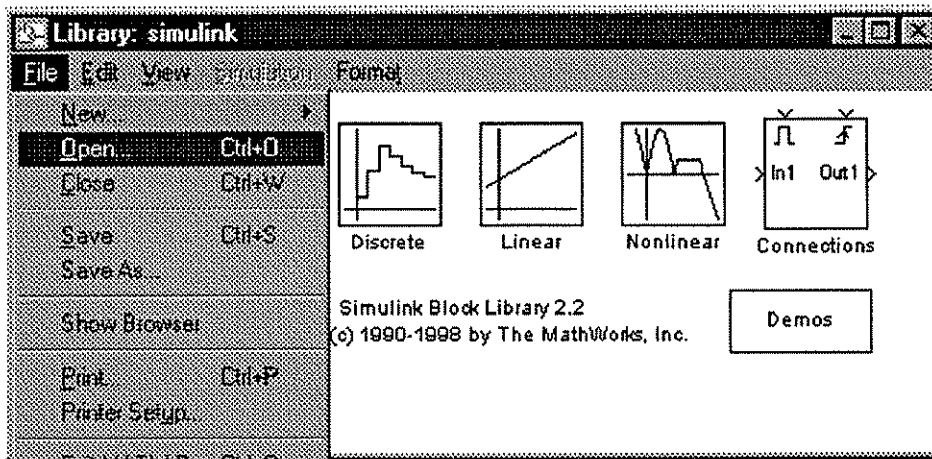 Library: simulink
File Edit View Simulation Format
New...
Open... Ctrl+O
Close Ctrl+W
Save Ctrl+S
Save As...
Show Browser
Print... Ctrl+P
Printer Setup...
In1 Out1
Discrete Linear Nonlinear Connections
Simulink Block Library 2.2
(c) 1990-1998 by The MathWorks, Inc.
Demos